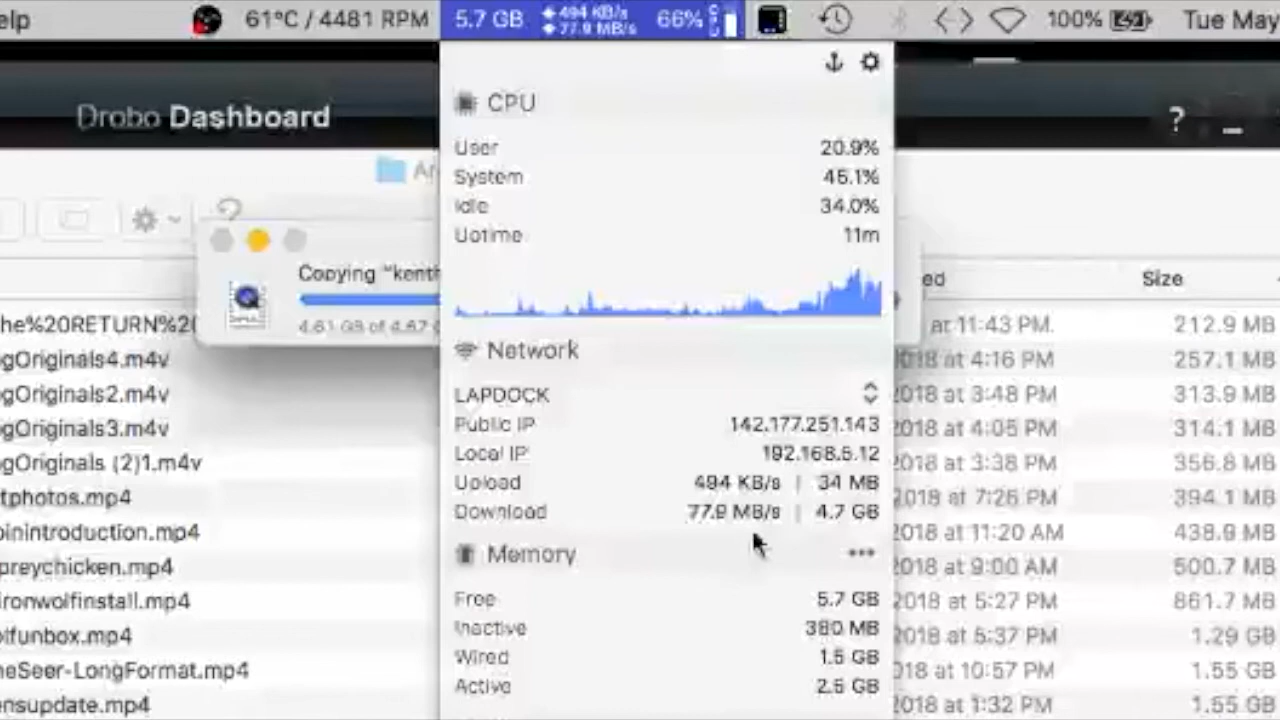 elp 61°C / 4481 RPM 5.7 GB 494 KB/s 77.9 MB/s 66% 100% Tue May
Drobo Dashboard ?
CPU
User 20.9%
System 45.1%
Idle 34.0%
Uptime 11m
Copying "kenth
4.61 GB of 4.67 G
ed Size
he%20RETURN%2 at 11:43 PM 212.9 MB
Network
gOriginals4.m4v 2018 at 4:16 PM 257.1 MB
LAPDOCK
gOriginals2.m4v 2018 at 3:48 PM 313.9 MB
Public IP 142.177.251.143
gOriginals3.m4v 2018 at 4:05 PM 314.1 MB
Local IP 192.168.5.12
gOriginals (2)1.m4v 2018 at 3:38 PM 356.8 MB
Upload 494 KB/s | 34 MB
tphotos.mp4 2018 at 7:26 PM 394.1 MB
Download 77.9 MB/s | 4.7 GB
inintroduction.mp4 2018 at 11:20 AM 438.9 MB
Memory
preychicken.mp4 2018 at 9:00 AM 500.7 MB
Free 5.7 GB
ironwolfinstall.mp4 2018 at 5:27 PM 861.7 MB
Inactive 380 MB
lfunbox.mp4 2018 at 5:37 PM 1.29 GB
Wired 1.5 GB
eSeer-LongFormat.mp4 2018 at 10:57 PM 1.55 GB
Active 2.5 GB
ensupdate.mp4 2018 at 1:32 PM 1.55 GB